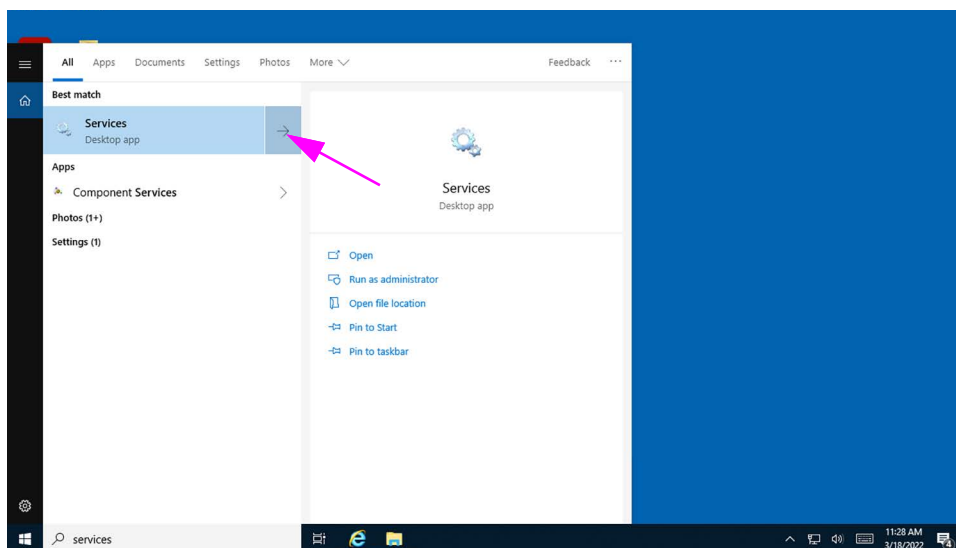 All Apps Documents Settings Photos More Feedback ...
Best match
Services
Desktop app
Apps
Component Services
Photos (1+)
Settings (1)
Services
Desktop app
Open
Run as administrator
Open file location
Pin to Start
Pin to taskbar
services
11:28 AM
3/18/2022
4